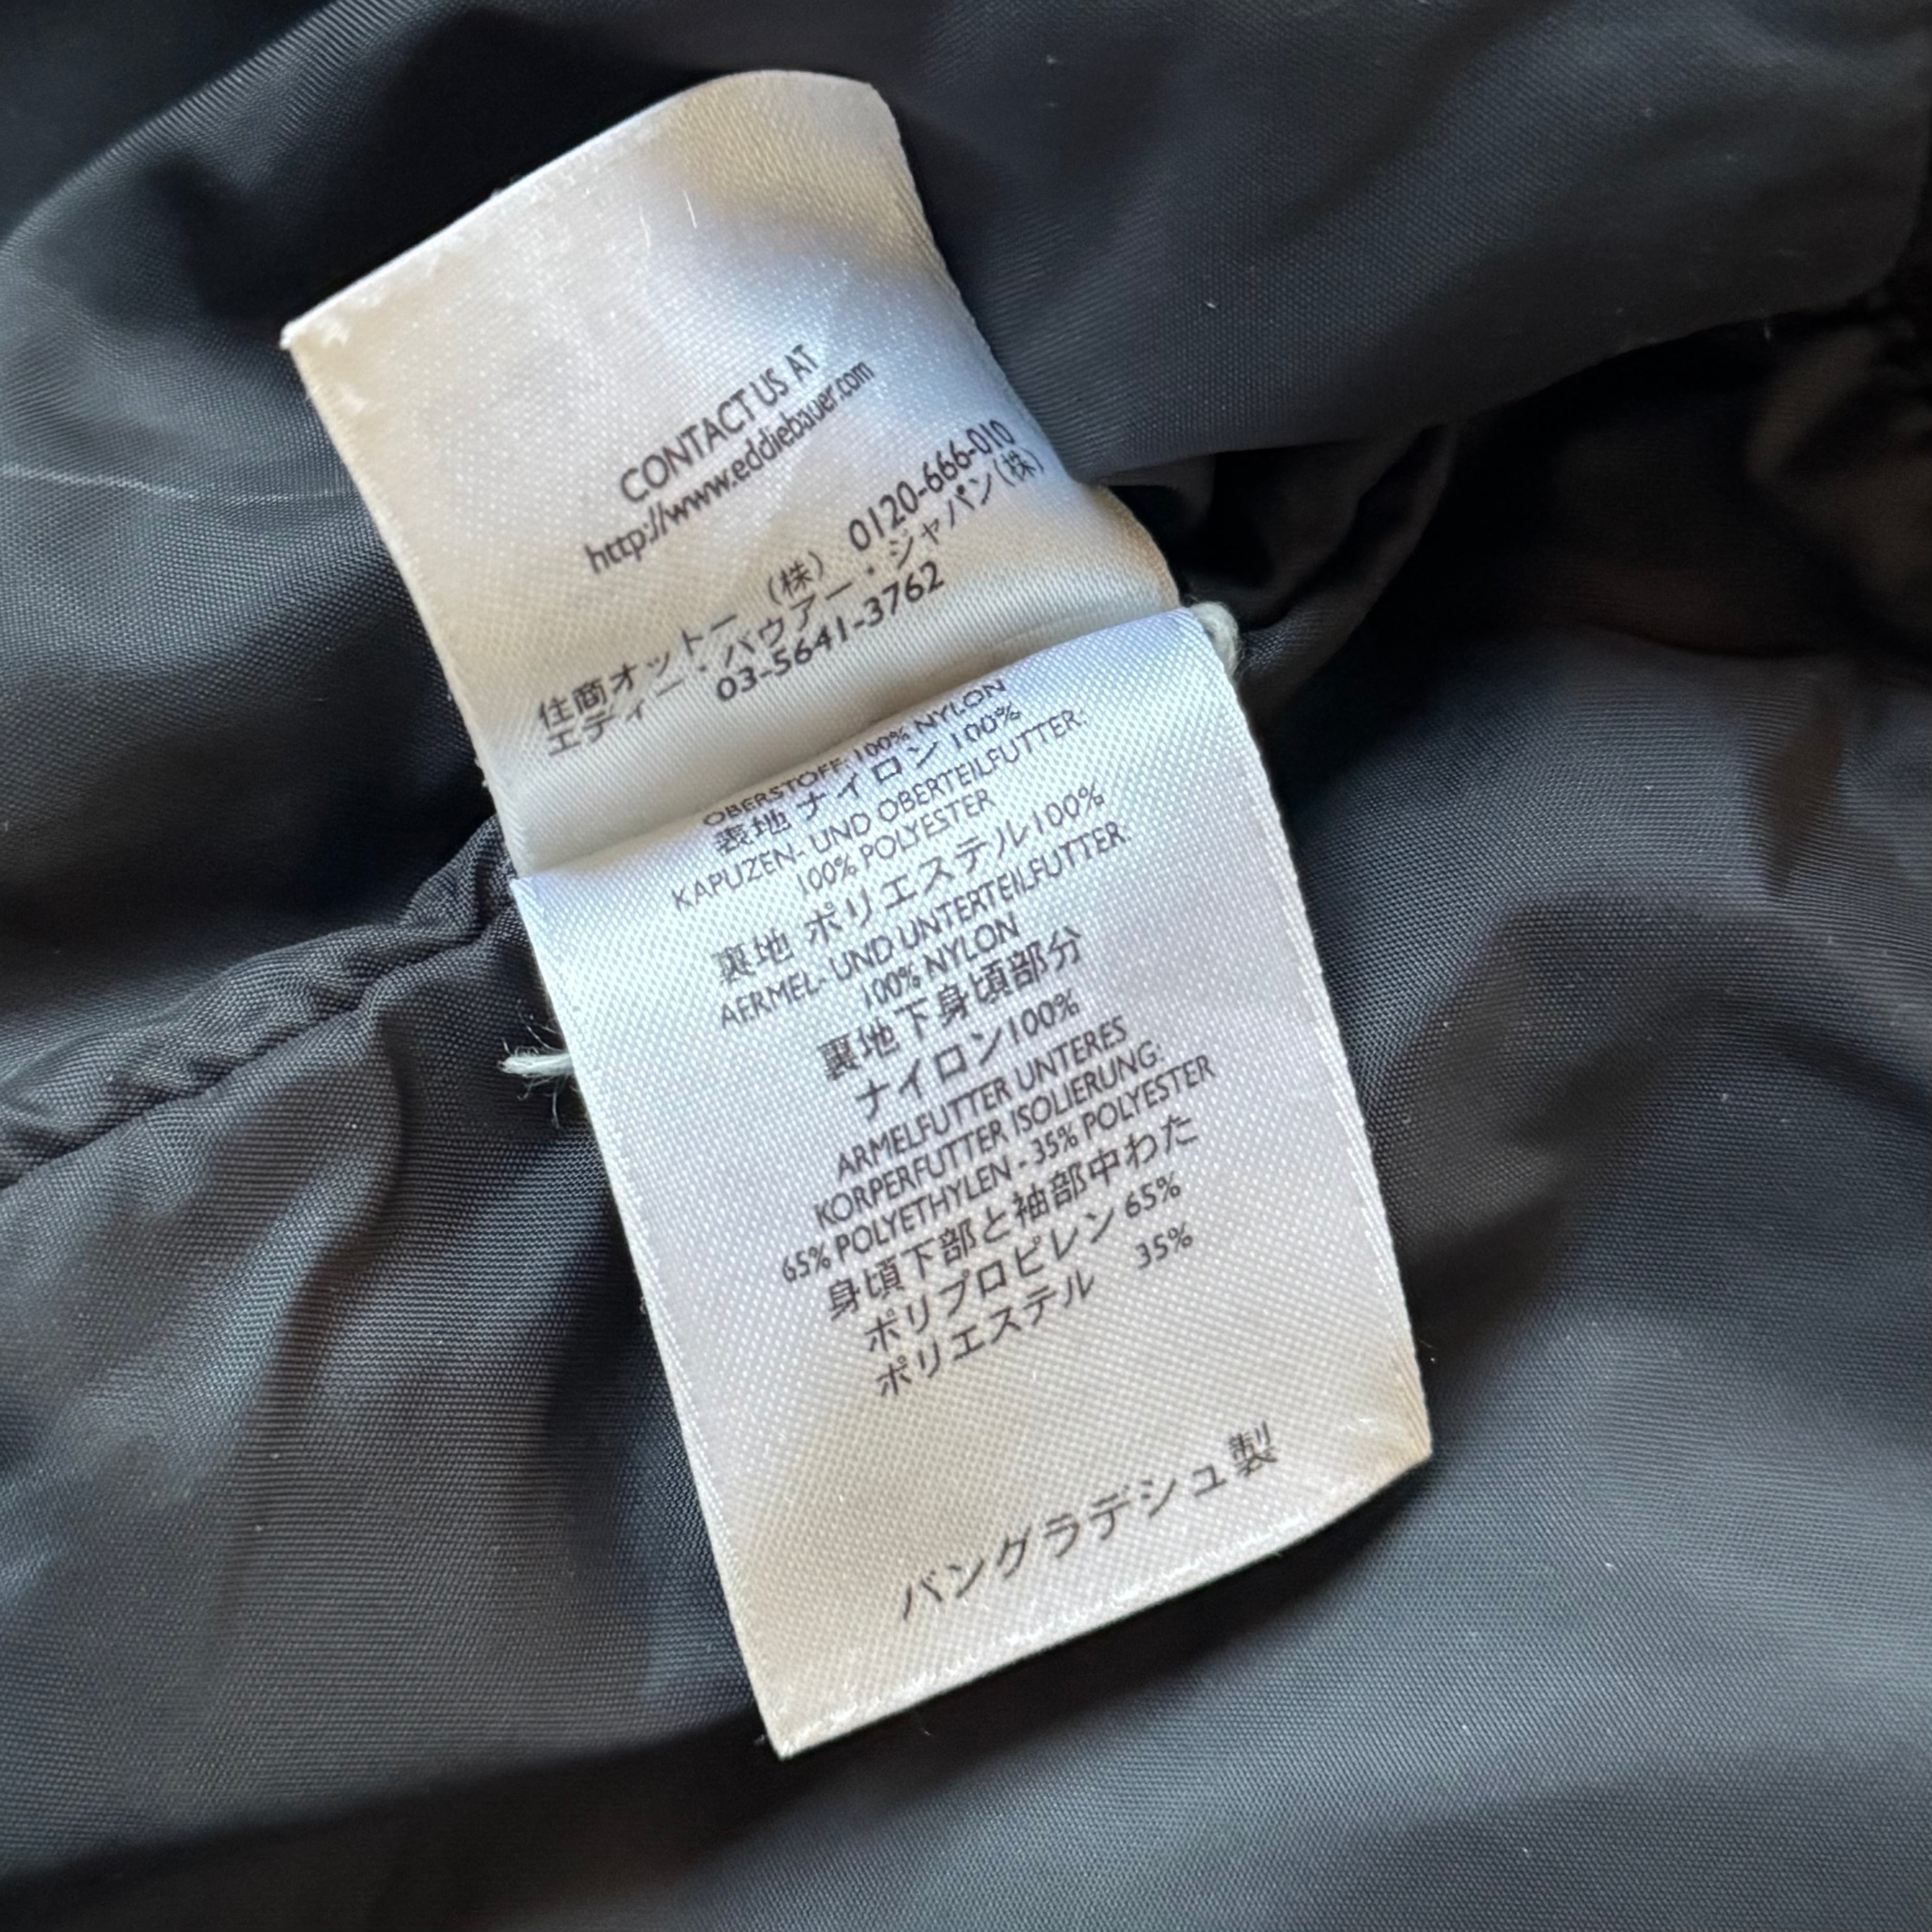 CONTACT US AT
http://www.eddiebauer.com
住商オットー (株) 0120-666-010
エディー・バウアー・ジャパン(株)
03-5641-3762
OBERSTOFF: 100% NYLON
表地 ナイロン 100%
KAPUZEN- UND OBERTEILFUTTER:
100% POLYESTER
裏地 ポリエステル100%
AERMEL- UND UNTERTEILFUTTER:
100% NYLON
裏地下身頃部分
ナイロン100%
ARMELFUTTER UNTERES
KORPERFUTTER ISOLIERUNG:
65% POLYETHYLEN - 35% POLYESTER
身頃下部と袖部中わた
ポリプロピレン 65%
ポリエステル 35%
バングラデシュ製